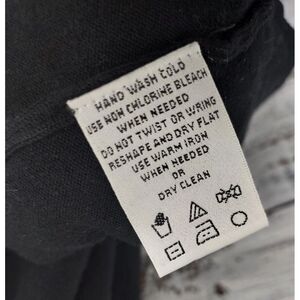 HAND WASH COLD
USE NON CHLORINE BLEACH
WHEN NEEDED
DO NOT TWIST OR WRING
RESHAPE AND DRY FLAT
USE WARM IRON
WHEN NEEDED
OR
DRY CLEAN